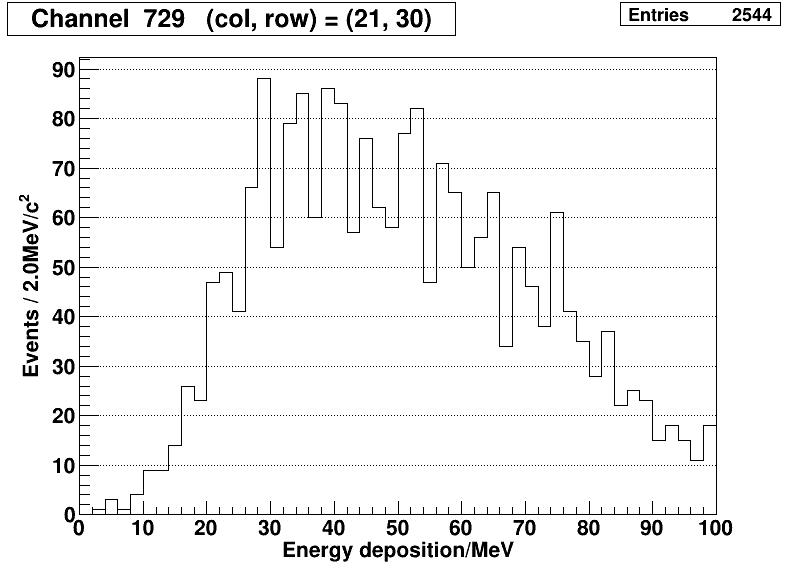 Channel 729 (col, row) = (21, 30)
Entries 2544
Events / 2.0MeV/c²
90
80
70
60
50
40
30
20
10
0
0 10 20 30 40 50 60 70 80 90 100
Energy deposition/MeV